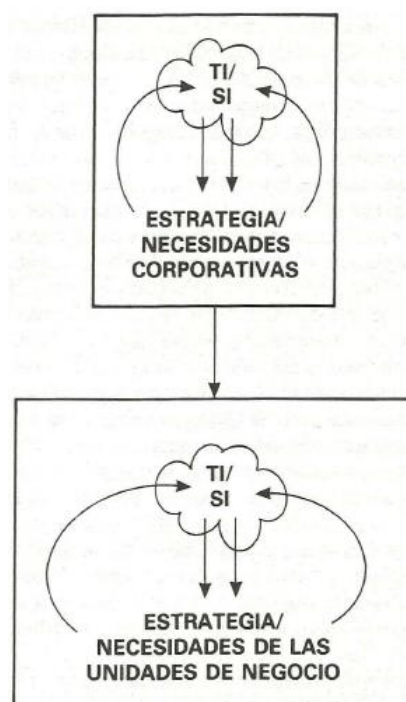 TI/
SI
ESTRATEGIA/
NECESIDADES
CORPORATIVAS
TI/
SI
ESTRATEGIA/
NECESIDADES DE LAS
UNIDADES DE NEGOCIO